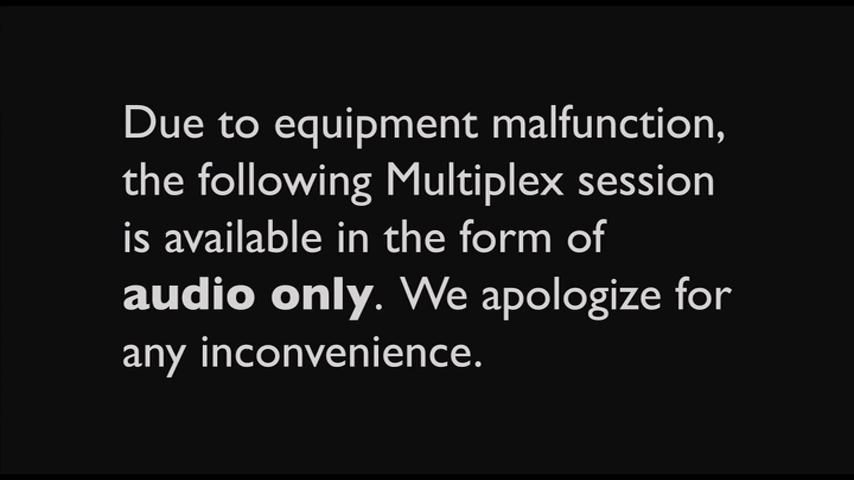 Due to equipment malfunction,
the following Multiplex session
is available in the form of
audio only. We apologize for
any inconvenience.